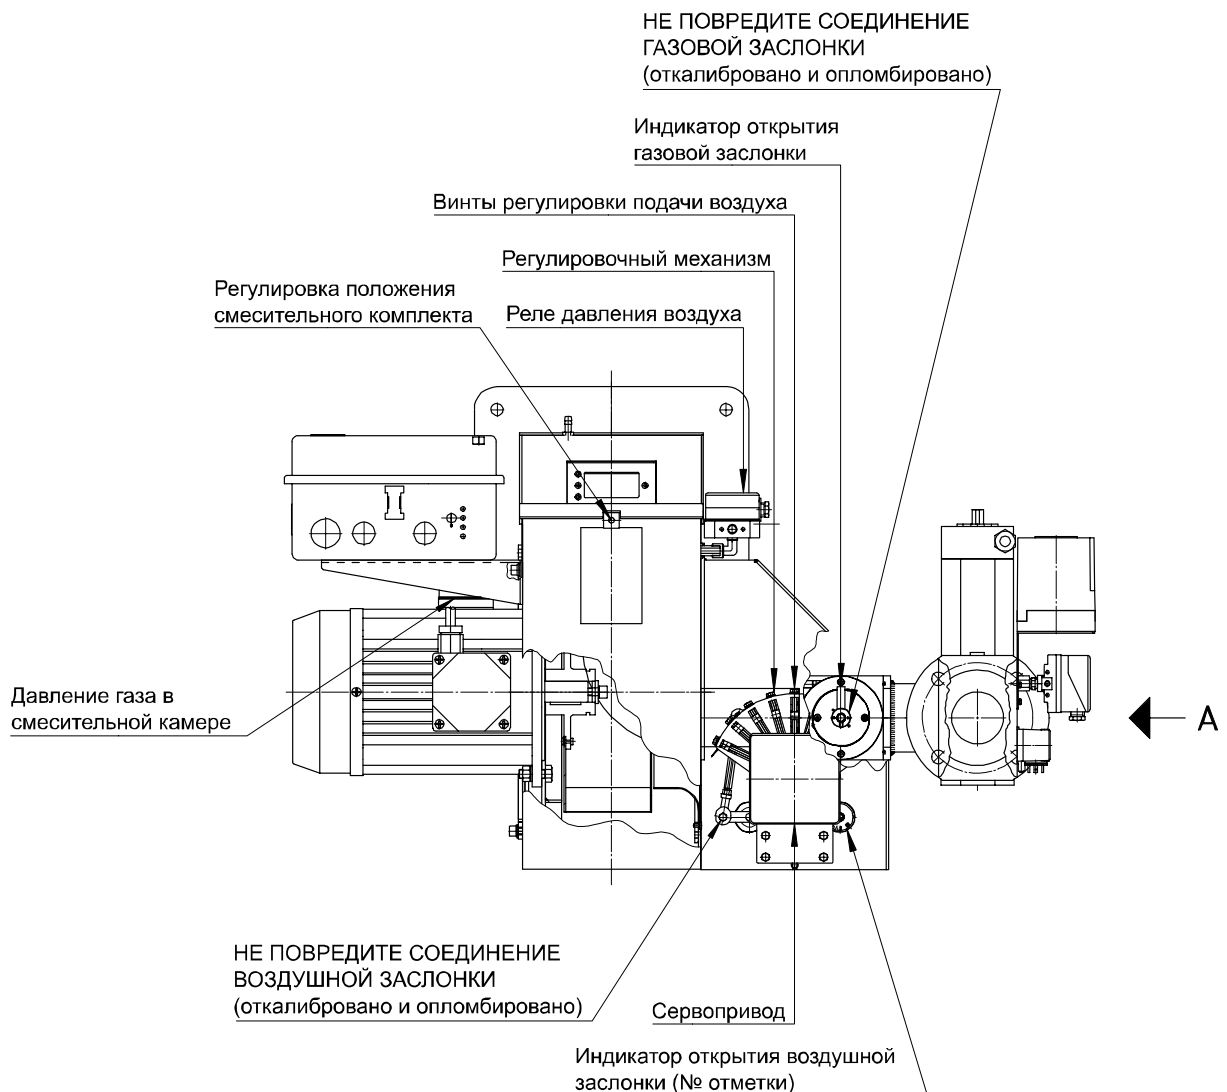 НЕ ПОВРЕДИТЕ СОЕДИНЕНИЕ
ГАЗОВОЙ ЗАСЛОНКИ
(откалибровано и опломбировано)
Индикатор открытия
газовой заслонки
Винты регулировки подачи воздуха
Регулировочный механизм
Регулировка положения
смесительного комплекта
Реле давления воздуха
Давление газа в
смесительной камере
A
НЕ ПОВРЕДИТЕ СОЕДИНЕНИЕ
ВОЗДУШНОЙ ЗАСЛОНКИ
(откалибровано и опломбировано)
Сервопривод
Индикатор открытия воздушной
заслонки (№ отметки)